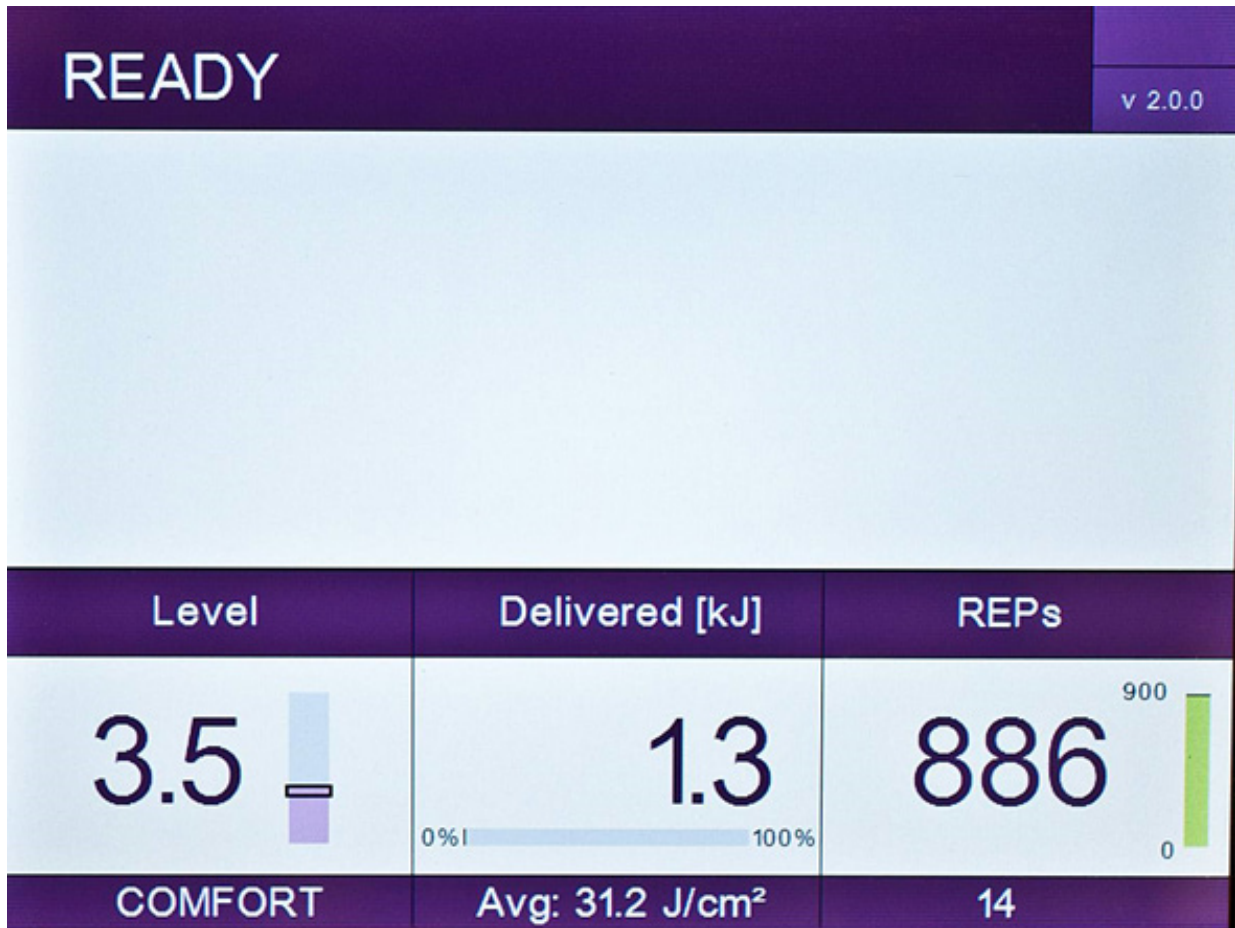 READY
v 2.0.0
Level
Delivered [kJ]
REPs
3.5
1.3
886
900
0
0%
100%
COMFORT
Avg: 31.2 J/cm²
14